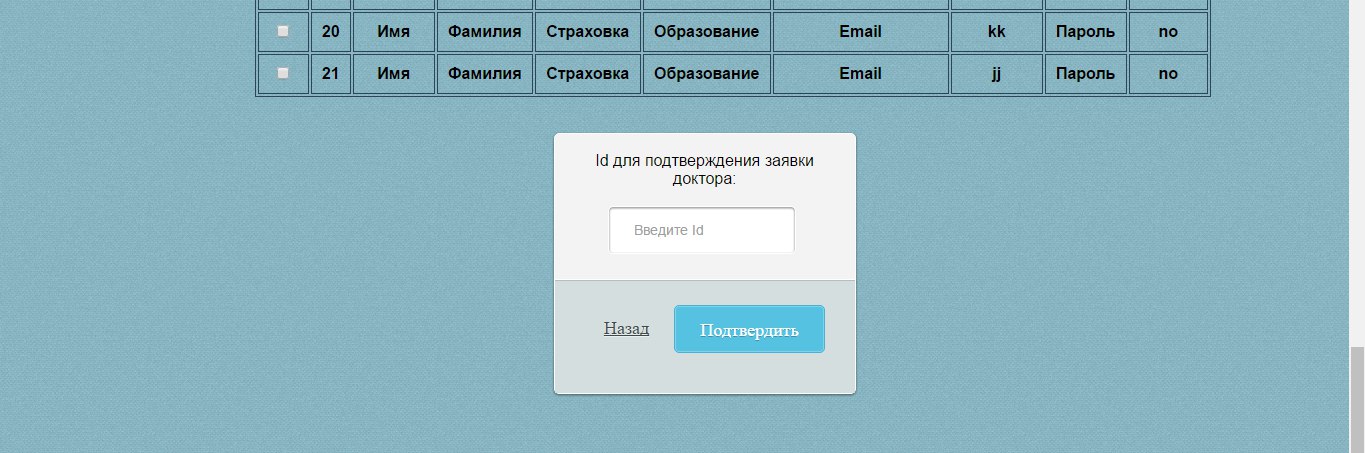 20 Имя Фамилия Страховка Образование Email kk Пароль no
21 Имя Фамилия Страховка Образование Email jj Пароль no
Id для подтверждения заявки
доктора:
Введите Id
Назад Подтвердить